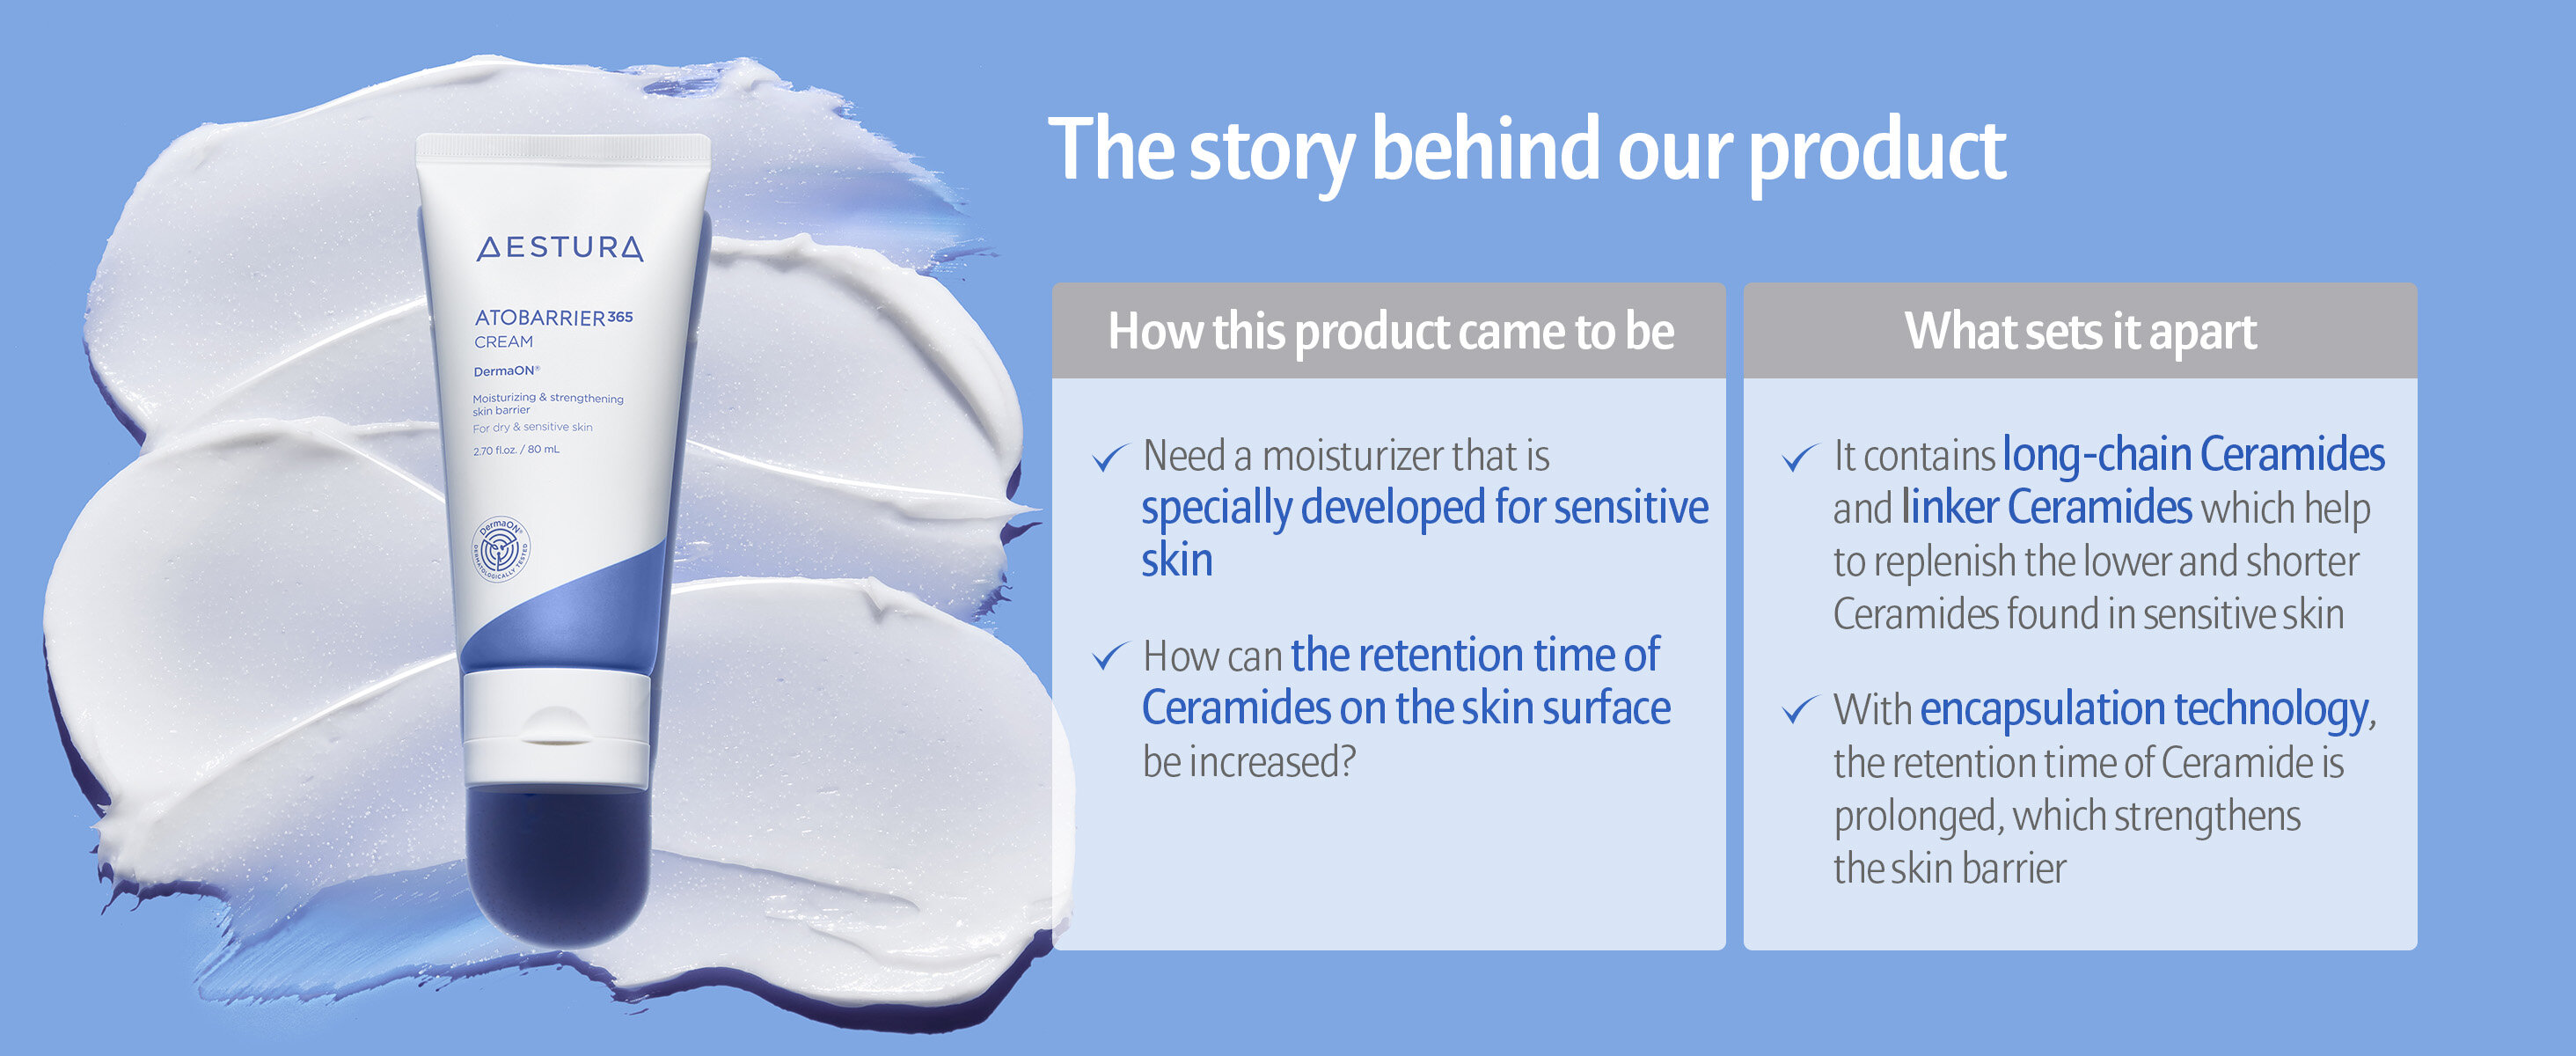 The story behind our product
AESTURA
ATOBARRIER365
CREAM
DermaON®
Moisturizing & strengthening
skin barrier
For dry & sensitive skin
2.70 fl.oz. / 80 mL
DermaON®
DERMATOLOGICALLY TESTED
How this product came to be
Need a moisturizer that is
specially developed for sensitive
skin
How can the retention time of
Ceramides on the skin surface
be increased?
What sets it apart
It contains long-chain Ceramides
and linker Ceramides which help
to replenish the lower and shorter
Ceramides found in sensitive skin
With encapsulation technology,
the retention time of Ceramide is
prolonged, which strengthens
the skin barrier